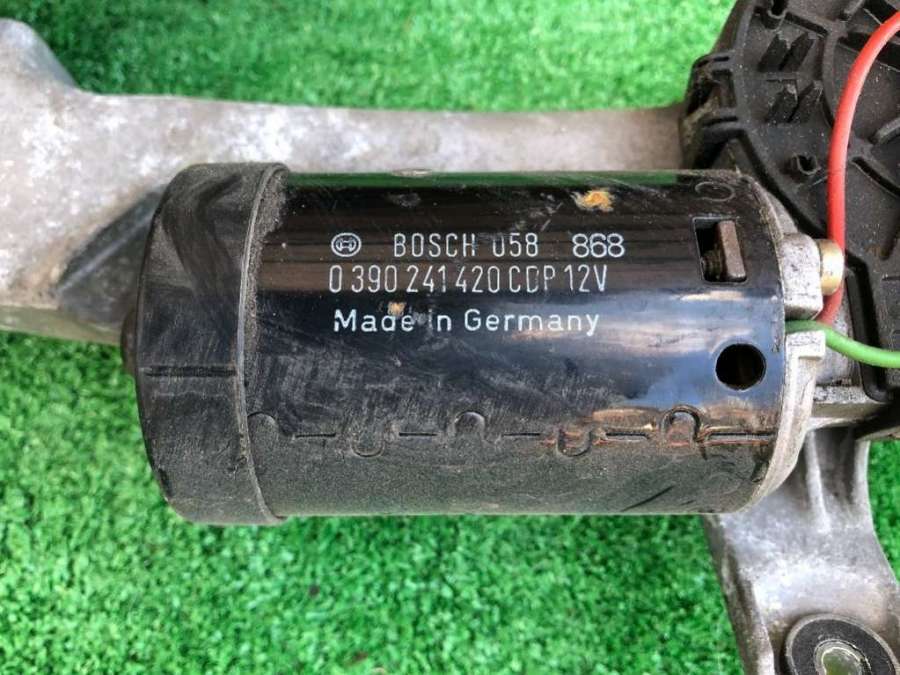 BOSCH 058 868
0 390 241 420 CDP 12V
Made in Germany